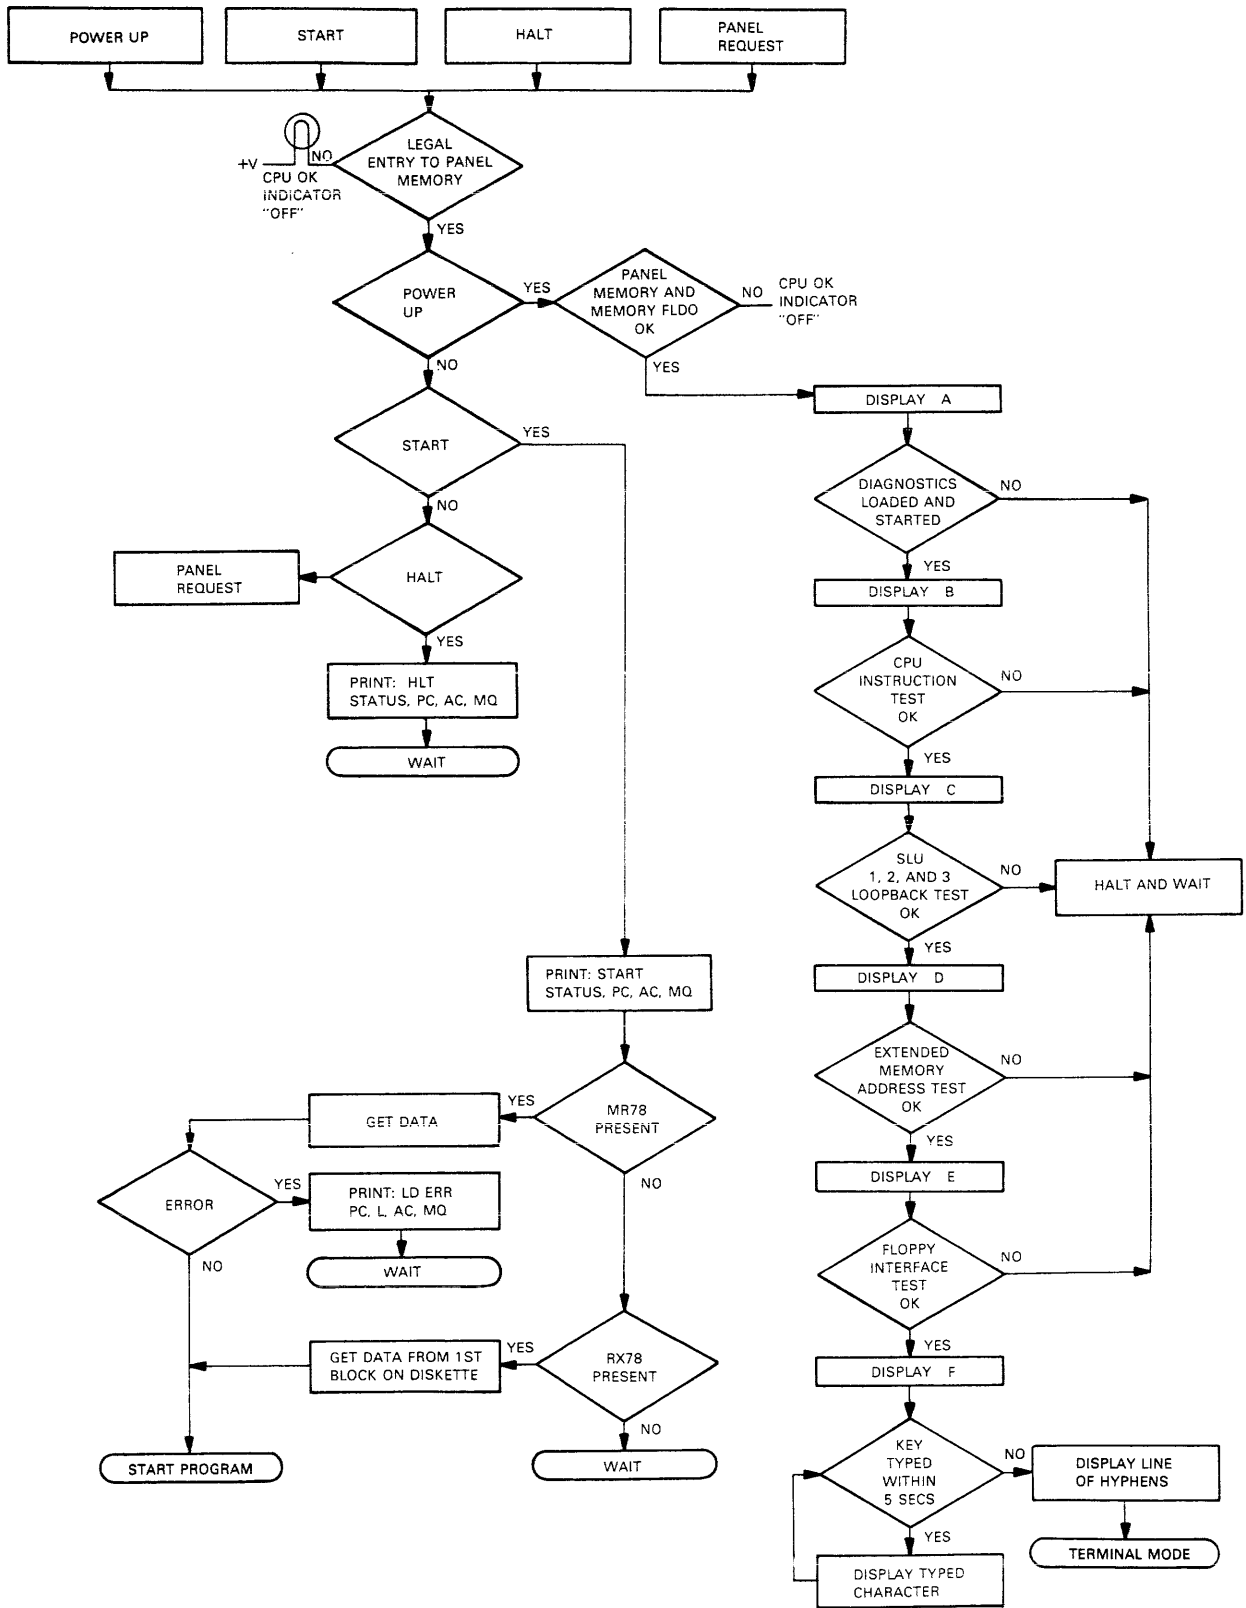 POWER UP
START
HALT
PANEL
REQUEST
LEGAL
ENTRY TO PANEL
MEMORY
NO
+V
CPU OK
INDICATOR
"OFF"
YES
POWER
UP
YES
PANEL
MEMORY AND
MEMORY FLDO
OK
NO
CPU OK
INDICATOR
"OFF"
NO
YES
DISPLAY A
START
YES
DIAGNOSTICS
LOADED AND
STARTED
NO
NO
YES
PANEL
REQUEST
HALT
DISPLAY B
YES
CPU
INSTRUCTION
TEST
OK
NO
PRINT: HLT
STATUS, PC, AC, MQ
WAIT
YES
DISPLAY C
SLU
1, 2, AND 3
LOOPBACK TEST
OK
NO
HALT AND WAIT
YES
PRINT: START
STATUS, PC, AC, MQ
DISPLAY D
EXTENDED
MEMORY
ADDRESS TEST
OK
NO
GET DATA
YES
MR78
PRESENT
YES
NO
DISPLAY E
ERROR
YES
PRINT: LD ERR
PC, L, AC, MQ
NO
WAIT
FLOPPY
INTERFACE
TEST
OK
NO
YES
GET DATA FROM 1ST
BLOCK ON DISKETTE
YES
RX78
PRESENT
DISPLAY F
NO
START PROGRAM
WAIT
KEY
TYPED
WITHIN
5 SECS
NO
DISPLAY LINE
OF HYPHENS
YES
TERMINAL MODE
DISPLAY TYPED
CHARACTER